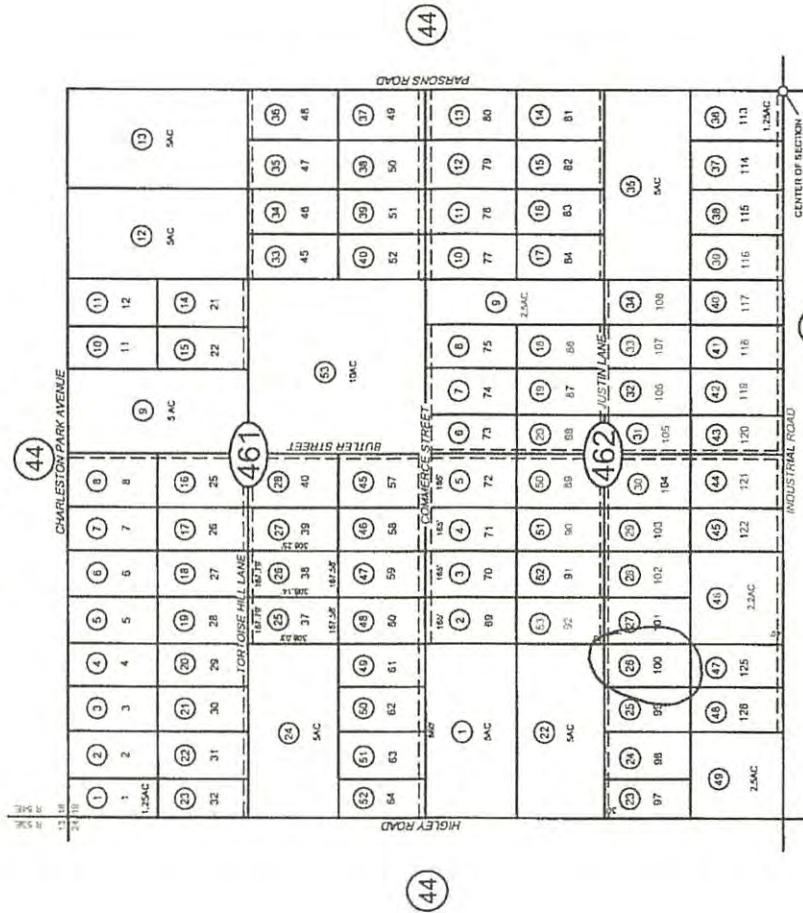 44
PARSONS ROAD
13
5AC
12
5AC
36 35 34 33
48 47 46 45
37 38 39 40
49 50 51 52
13 12 11 10
80 79 78 77
14 15 16 17
81 82 83 84
35
5AC
36 37 38 39
113 114 115 116
1.25AC
CENTER OF SECTION
11 10
12 11
14 15
21 22
9
5 AC
53
10AC
9
2.5AC
8 7 6
75 74 73
18 19 20
86 87 88
34 33 32 31
108 107 106 105
40 41 42 43
117 118 119 120
44
CHARLESTON PARK AVENUE
461
BUTLER STREET
COMMERCE STREET
JUSTIN LANE
462
INDUSTRIAL ROAD
8 7 6 5 4 3 2 1
8 7 6 5 4 3 2 1
1.25AC
16 17 18 19 20 21 22 23
25 26 27 28 29 30 31 32
TORTOISE HILL LANE
28 27 26 25
40 39 38 37
308.25'
308.14'
308.03'
24
5AC
45 46 47 48 49 50 51 52
57 58 59 60 61 62 63 64
165' 165' 165' 165'
5 4 3 2
72 71 70 69
1
5AC
50 51 52 53
89 90 91 92
22
5AC
30 29 28 27 26 25 24 23
104 103 102 101 100 99 98 97
44 45
121 122
46
2.2AC
47 48
125 126
49
2.5AC
HIGLEY ROAD
44